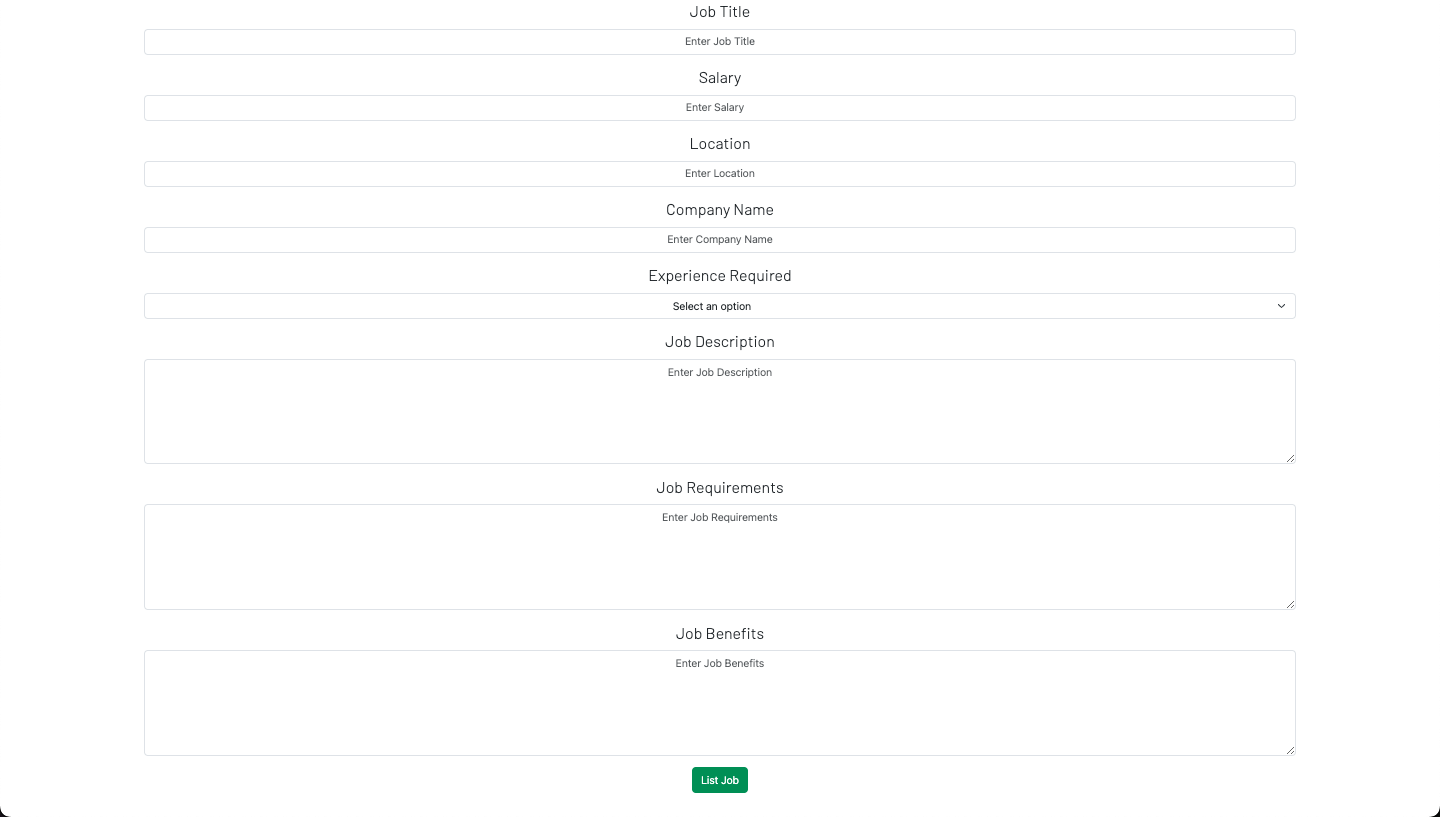 Job Title
Enter Job Title
Salary
Enter Salary
Location
Enter Location
Company Name
Enter Company Name
Experience Required
Select an option
Job Description
Enter Job Description
Job Requirements
Enter Job Requirements
Job Benefits
Enter Job Benefits
List Job